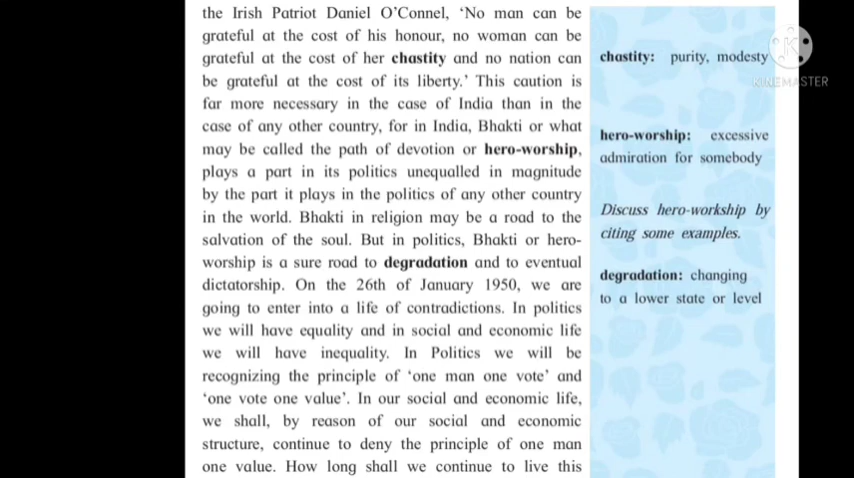 the Irish Patriot Daniel O'Connel, 'No man can be
grateful at the cost of his honour, no woman can be
grateful at the cost of her chastity and no nation can
be grateful at the cost of its liberty.' This caution is
far more necessary in the case of India than in the
case of any other country, for in India, Bhakti or what
may be called the path of devotion or hero-worship,
plays a part in its politics unequalled in magnitude
by the part it plays in the politics of any other country
in the world. Bhakti in religion may be a road to the
salvation of the soul. But in politics, Bhakti or hero-
worship is a sure road to degradation and to eventual
dictatorship. On the 26th of January 1950, we are
going to enter into a life of contradictions. In politics
we will have equality and in social and economic life
we will have inequality. In Politics we will be
recognizing the principle of 'one man one vote' and
'one vote one value'. In our social and economic life,
we shall, by reason of our social and economic
structure, continue to deny the principle of one man
one value. How long shall we continue to live this
chastity: purity, modesty
hero-worship: excessive
admiration for somebody
Discuss hero-workship by
citing some examples.
degradation: changing
to a lower state or level
K
KINEMASTER